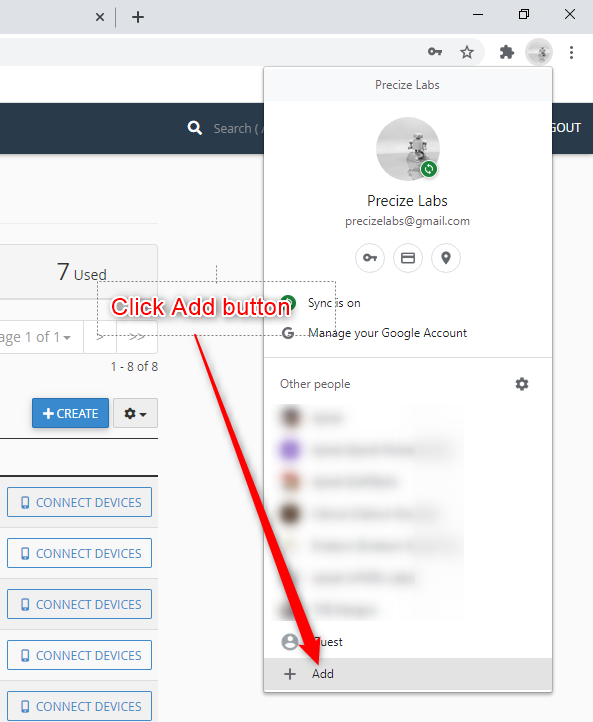 Precize Labs
Search ( /
GOUT
Precize Labs
precizelabs@gmail.com
7 Used
Click Add button
Sync is on
age 1 of 1
>
>>
Manage your Google Account
1 - 8 of 8
Other people
+ CREATE
CONNECT DEVICES
CONNECT DEVICES
CONNECT DEVICES
CONNECT DEVICES
CONNECT DEVICES
Guest
+ Add